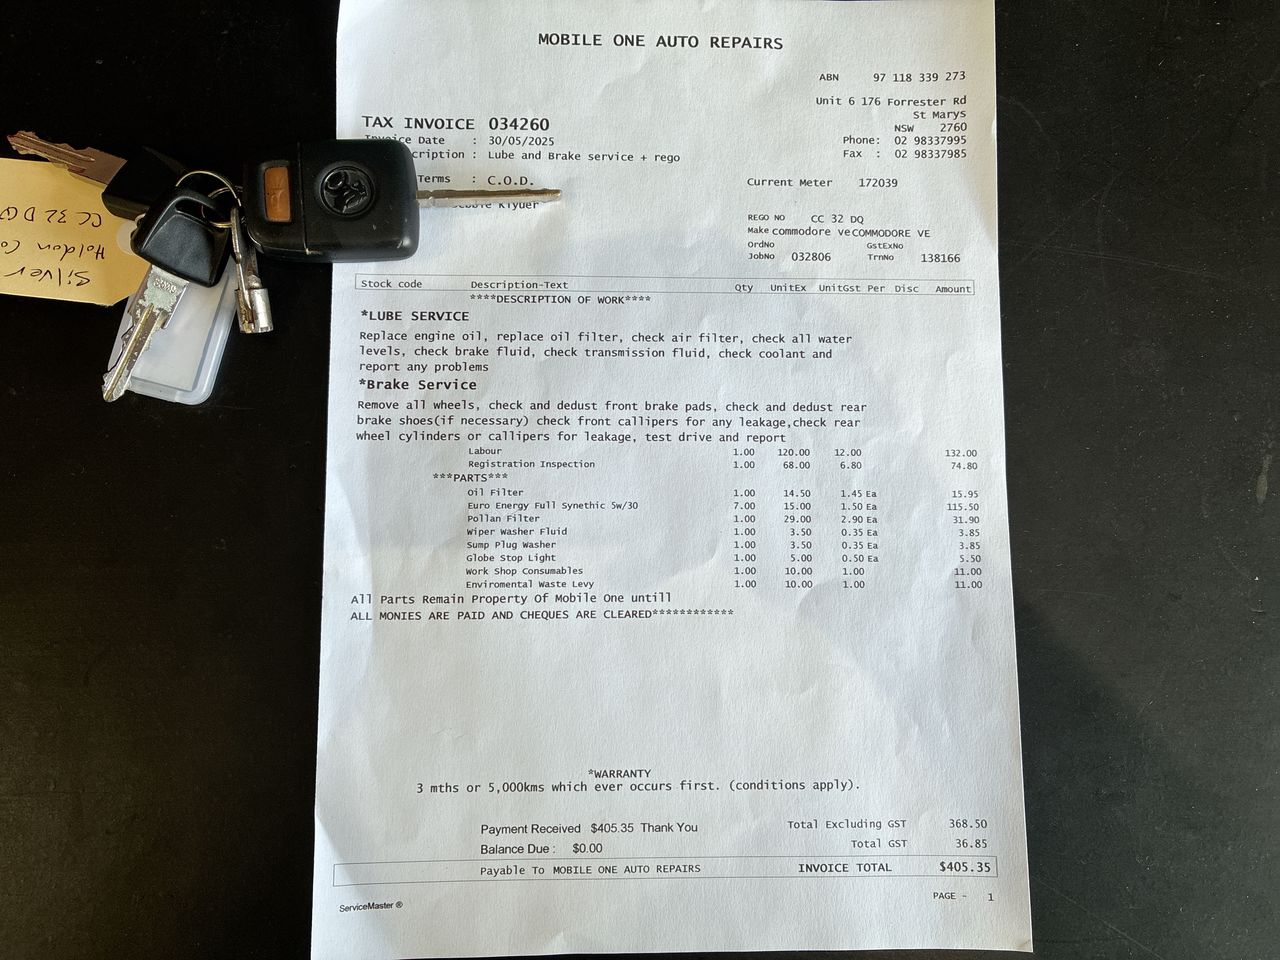 MOBILE ONE AUTO REPAIRS
ABN 97 118 339 273
Unit 6 176 Forrester Rd
St Marys
NSW 2760
Phone: 02 98337995
Fax : 02 98337985
TAX INVOICE 034260
Invoice Date : 30/05/2025
cription : Lube and Brake service + rego
Terms : C.O.D.
Klyuer
Current Meter 172039
REGO NO CC 32 DQ
Make commodore ve COMMODORE VE
OrdNo GstExNo
JobNo 032806 TrnNo 138166
Stock code Description-Text Qty UnitEx UnitGst Per Disc Amount
****DESCRIPTION OF WORK****
*LUBE SERVICE
Replace engine oil, replace oil filter, check air filter, check all water
levels, check brake fluid, check transmission fluid, check coolant and
report any problems
*Brake Service
Remove all wheels, check and dedust front brake pads, check and dedust rear
brake shoes(if necessary) check front callipers for any leakage,check rear
wheel cylinders or callipers for leakage, test drive and report
Labour 1.00 120.00 12.00 132.00
Registration Inspection 1.00 68.00 6.80 74.80
***PARTS***
Oil Filter 1.00 14.50 1.45 Ea 15.95
Euro Energy Full Synethic 5w/30 7.00 15.00 1.50 Ea 115.50
Pollan Filter 1.00 29.00 2.90 Ea 31.90
Wiper Washer Fluid 1.00 3.50 0.35 Ea 3.85
Sump Plug Washer 1.00 3.50 0.35 Ea 3.85
Globe Stop Light 1.00 5.00 0.50 Ea 5.50
Work Shop Consumables 1.00 10.00 1.00 11.00
Enviromental Waste Levy 1.00 10.00 1.00 11.00
All Parts Remain Property Of Mobile One untill
ALL MONIES ARE PAID AND CHEQUES ARE CLEARED************
*WARRANTY
3 mths or 5,000kms which ever occurs first. (conditions apply).
Payment Received $405.35 Thank You
Balance Due : $0.00
Total Excluding GST 368.50
Total GST 36.85
Payable To MOBILE ONE AUTO REPAIRS INVOICE TOTAL $405.35
PAGE - 1
ServiceMaster ®
Silver
Holden Co
CC 32 DQ